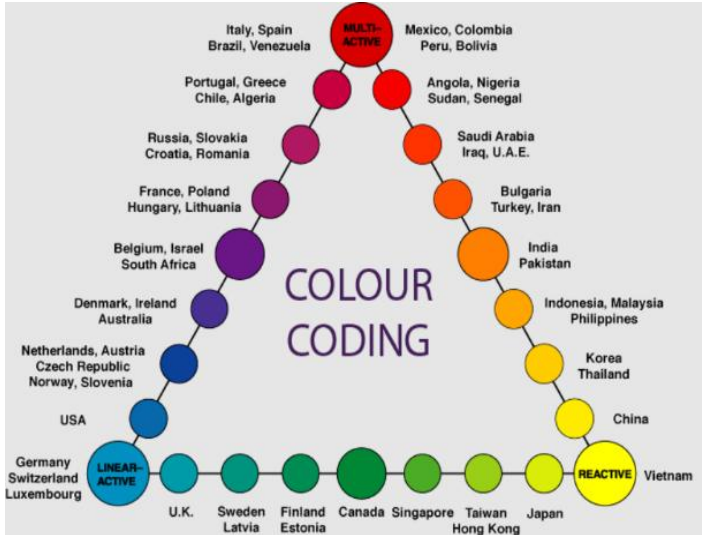 Italy, Spain
Brazil, Venezuela
MULTI-
ACTIVE
Mexico, Colombia
Peru, Bolivia
Portugal, Greece
Chile, Algeria
Angola, Nigeria
Sudan, Senegal
Russia, Slovakia
Croatia, Romania
Saudi Arabia
Iraq, U.A.E.
France, Poland
Hungary, Lithuania
Bulgaria
Turkey, Iran
Belgium, Israel
South Africa
India
Pakistan
COLOUR
CODING
Denmark, Ireland
Australia
Indonesia, Malaysia
Philippines
Netherlands, Austria
Czech Republic
Norway, Slovenia
Korea
Thailand
USA
China
Germany
Switzerland
Luxembourg
LINEAR-
ACTIVE
REACTIVE
Vietnam
U.K.
Sweden
Latvia
Finland
Estonia
Canada
Singapore
Taiwan
Hong Kong
Japan